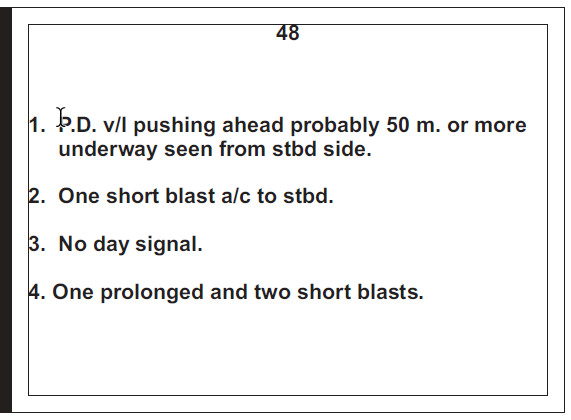 48
1. P.D. v/l pushing ahead probably 50 m. or more
underway seen from stbd side.
2. One short blast a/c to stbd.
3. No day signal.
4. One prolonged and two short blasts.